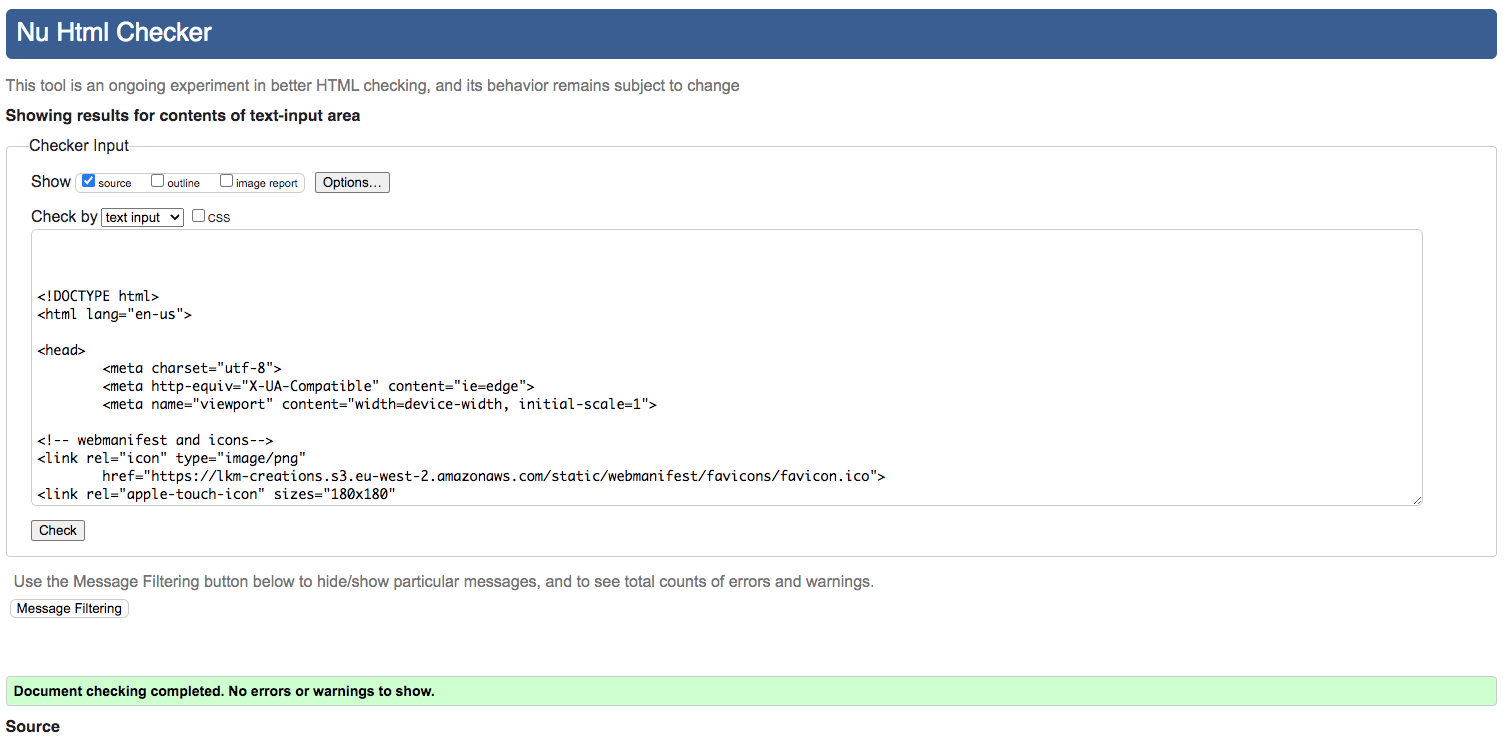 Nu Html Checker
This tool is an ongoing experiment in better HTML checking, and its behavior remains subject to change
Showing results for contents of text-input area
Checker Input
Show source outline image report Options...
Check by text input css
<!DOCTYPE html>
<html lang="en-us">
<head>
<meta charset="utf-8">
<meta http-equiv="X-UA-Compatible" content="ie=edge">
<meta name="viewport" content="width=device-width, initial-scale=1">
<!-- webmanifest and icons-->
<link rel="icon" type="image/png"
href="https://lkm-creations.s3.eu-west-2.amazonaws.com/static/webmanifest/favicons/favicon.ico">
<link rel="apple-touch-icon" sizes="180x180"
Check
Use the Message Filtering button below to hide/show particular messages, and to see total counts of errors and warnings.
Message Filtering
Document checking completed. No errors or warnings to show.
Source